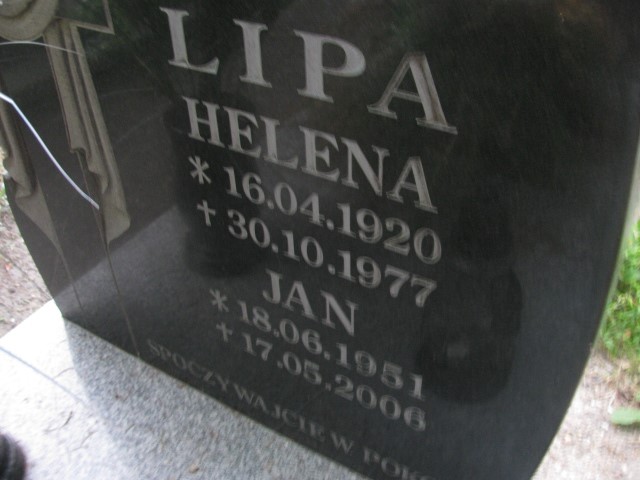 LIPA
HELENA
* 16.04.1920
† 30.10.1977
JAN
* 18.06.1951
† 17.05.2006
SPOCZYWAJCIE W